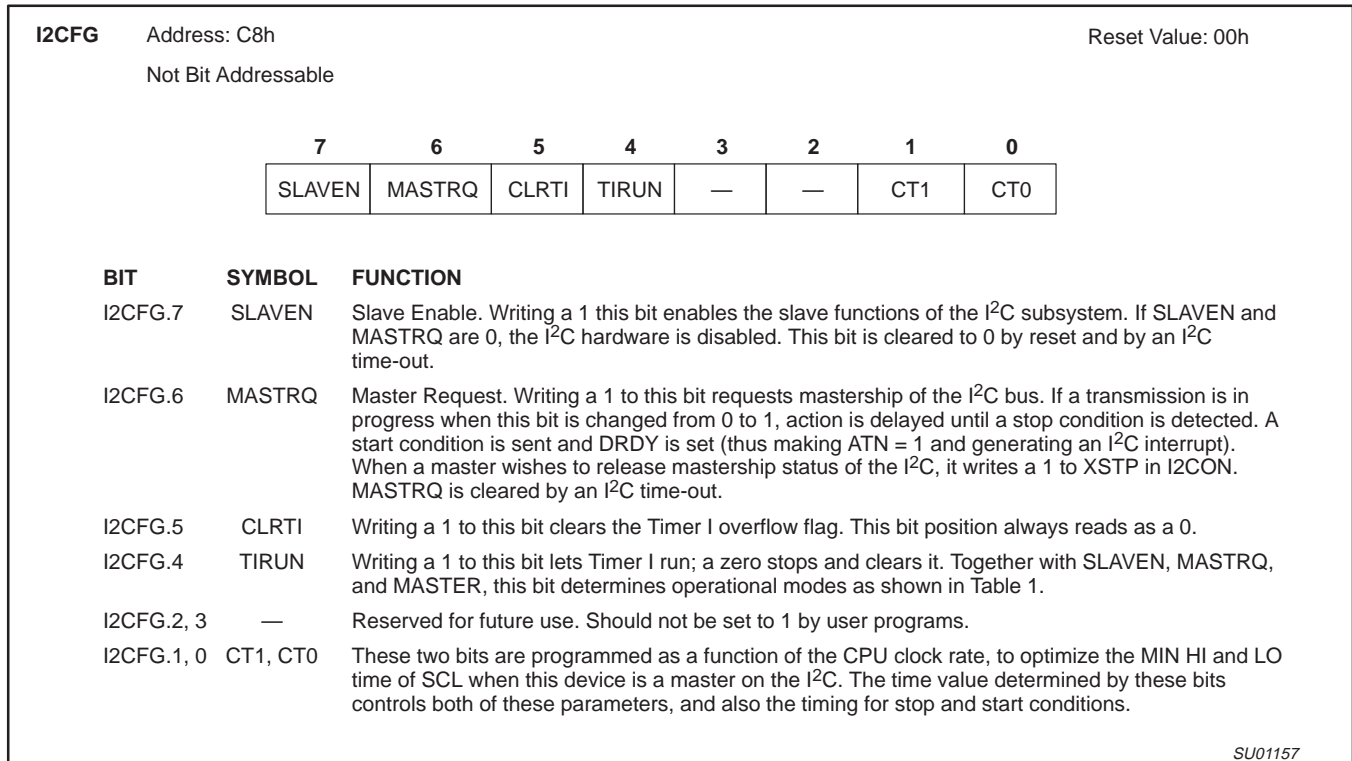 I2CFG Address: C8h Reset Value: 00h
Not Bit Addressable
7 6 5 4 3 2 1 0
SLAVEN MASTRQ CLRTI TIRUN — — CT1 CT0
BIT SYMBOL FUNCTION
I2CFG.7 SLAVEN Slave Enable. Writing a 1 this bit enables the slave functions of the I2C subsystem. If SLAVEN and
MASTRQ are 0, the I2C hardware is disabled. This bit is cleared to 0 by reset and by an I2C
time-out.
I2CFG.6 MASTRQ Master Request. Writing a 1 to this bit requests mastership of the I2C bus. If a transmission is in
progress when this bit is changed from 0 to 1, action is delayed until a stop condition is detected. A
start condition is sent and DRDY is set (thus making ATN = 1 and generating an I2C interrupt).
When a master wishes to release mastership status of the I2C, it writes a 1 to XSTP in I2CON.
MASTRQ is cleared by an I2C time-out.
I2CFG.5 CLRTI Writing a 1 to this bit clears the Timer I overflow flag. This bit position always reads as a 0.
I2CFG.4 TIRUN Writing a 1 to this bit lets Timer I run; a zero stops and clears it. Together with SLAVEN, MASTRQ,
and MASTER, this bit determines operational modes as shown in Table 1.
I2CFG.2, 3 — Reserved for future use. Should not be set to 1 by user programs.
I2CFG.1, 0 CT1, CT0 These two bits are programmed as a function of the CPU clock rate, to optimize the MIN HI and LO
time of SCL when this device is a master on the I2C. The time value determined by these bits
controls both of these parameters, and also the timing for stop and start conditions.
SU01157